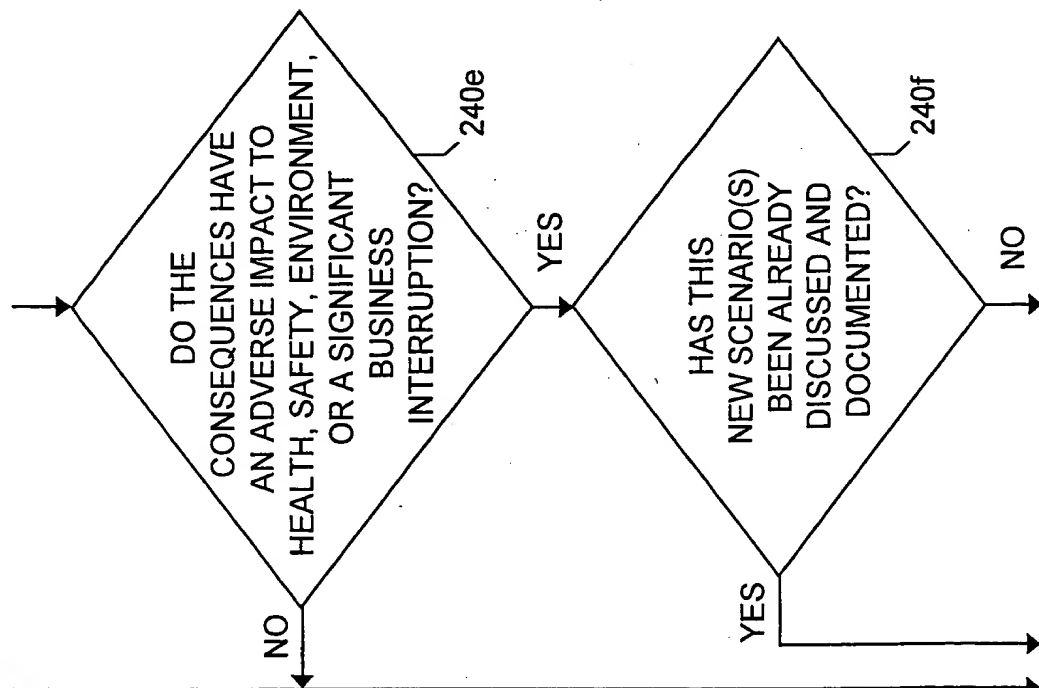 DO THE
CONSEQUENCES HAVE
AN ADVERSE IMPACT TO
HEALTH, SAFETY, ENVIRONMENT,
OR A SIGNIFICANT
BUSINESS
INTERRUPTION?
240e
NO
YES
HAS THIS
NEW SCENARIO(S)
BEEN ALREADY
DISCUSSED AND
DOCUMENTED?
240f
YES
NO